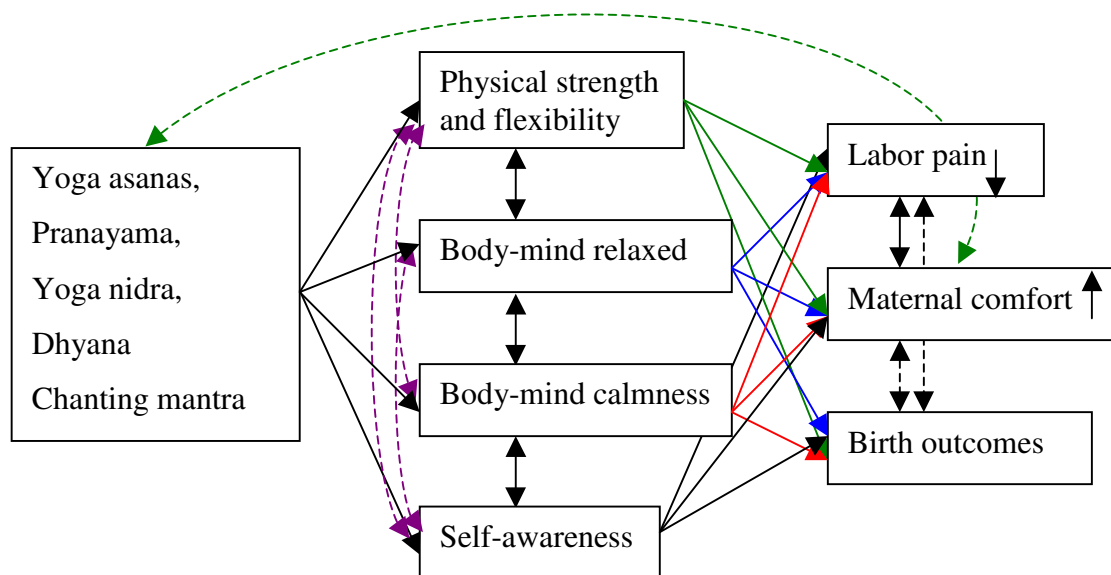 Yoga asanas,
Pranayama,
Yoga nidra,
Dhyana
Chanting mantra
Physical strength
and flexibility
Body-mind relaxed
Body-mind calmness
Self-awareness
Labor pain
Maternal comfort
Birth outcomes